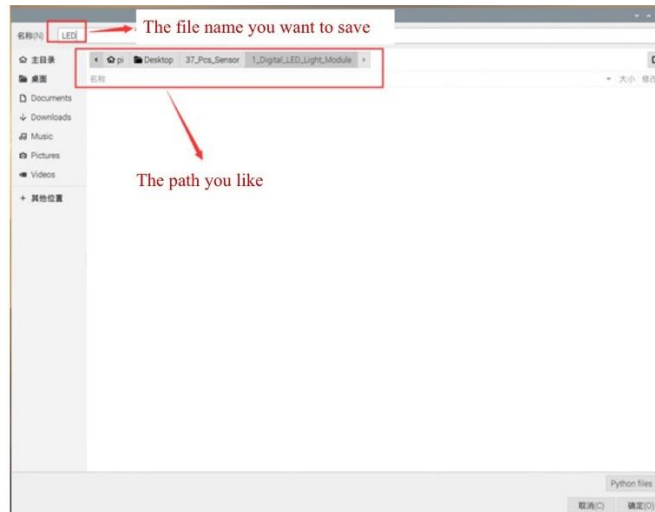 The file name you want to save
名称(N) LED
主目录 pi Desktop 37_Pcs_Sensor 1_Digital_LED_Light_Module
桌面 名称 大小
Documents
Downloads
Music
Pictures
The path you like
Videos
+ 其他位置
Python files
取消(C) 确定(O)